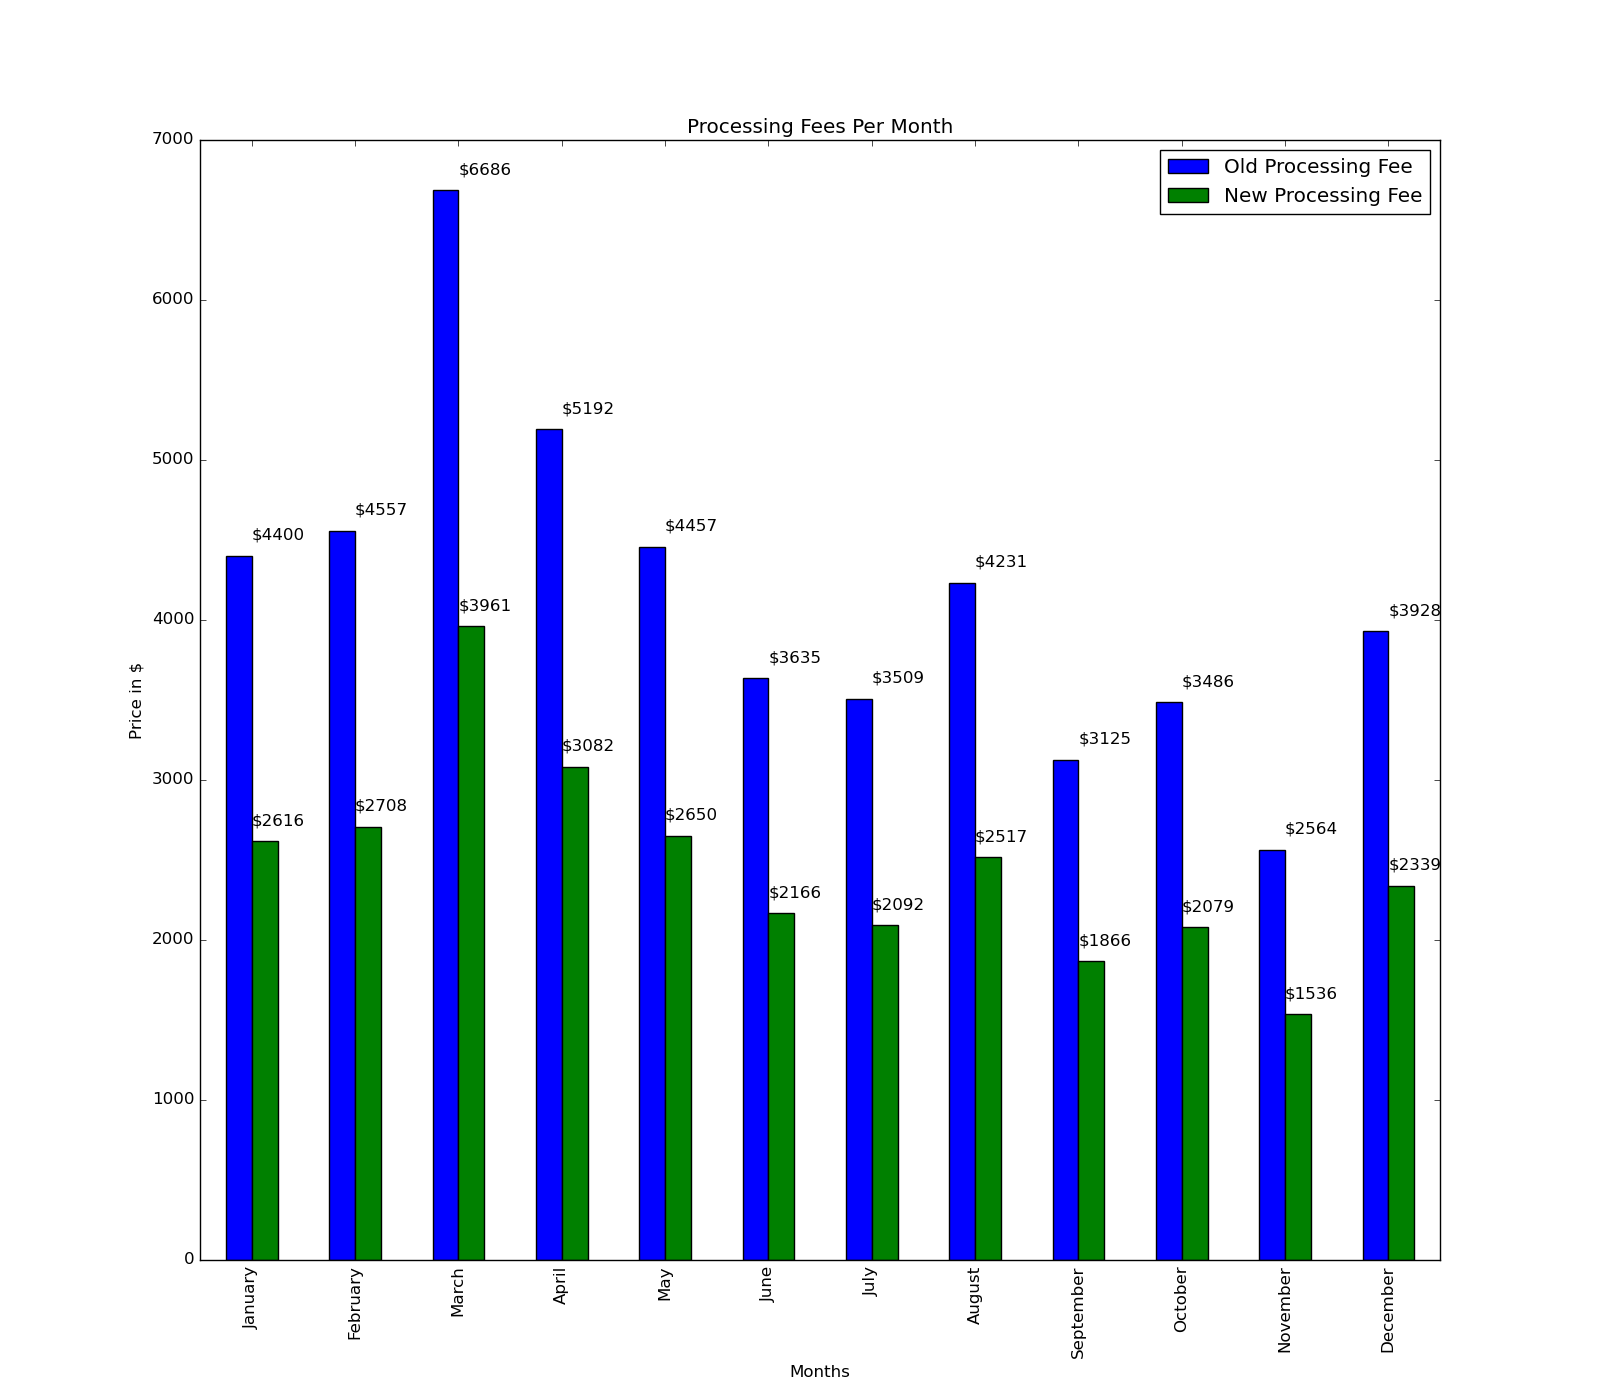 Processing Fees Per Month
Old Processing Fee
New Processing Fee
7000
6000
5000
4000
3000
2000
1000
0
Price in $
$4400
$2616
$4557
$2708
$6686
$3961
$5192
$3082
$4457
$2650
$3635
$2166
$3509
$2092
$4231
$2517
$3125
$1866
$3486
$2079
$2564
$1536
$3928
$2339
January
February
March
April
May
June
July
August
September
October
November
December
Months